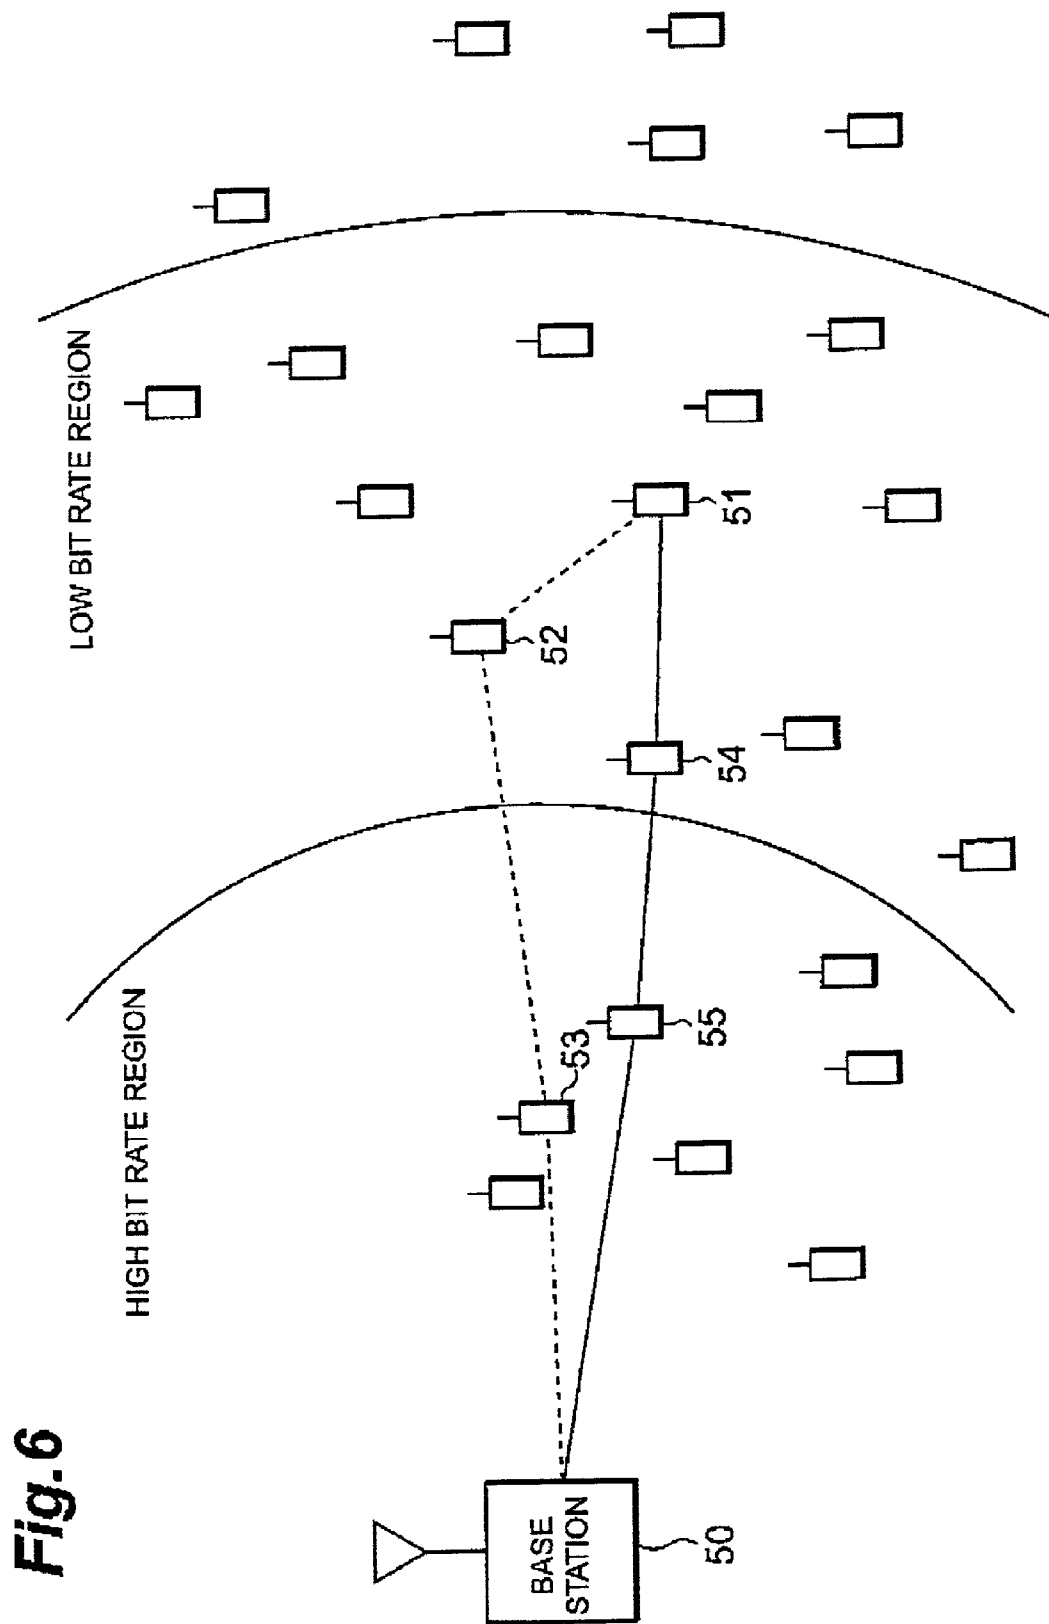 Fig.6
HIGH BIT RATE REGION
LOW BIT RATE REGION
BASE
STATION
50
53
55
52
54
51